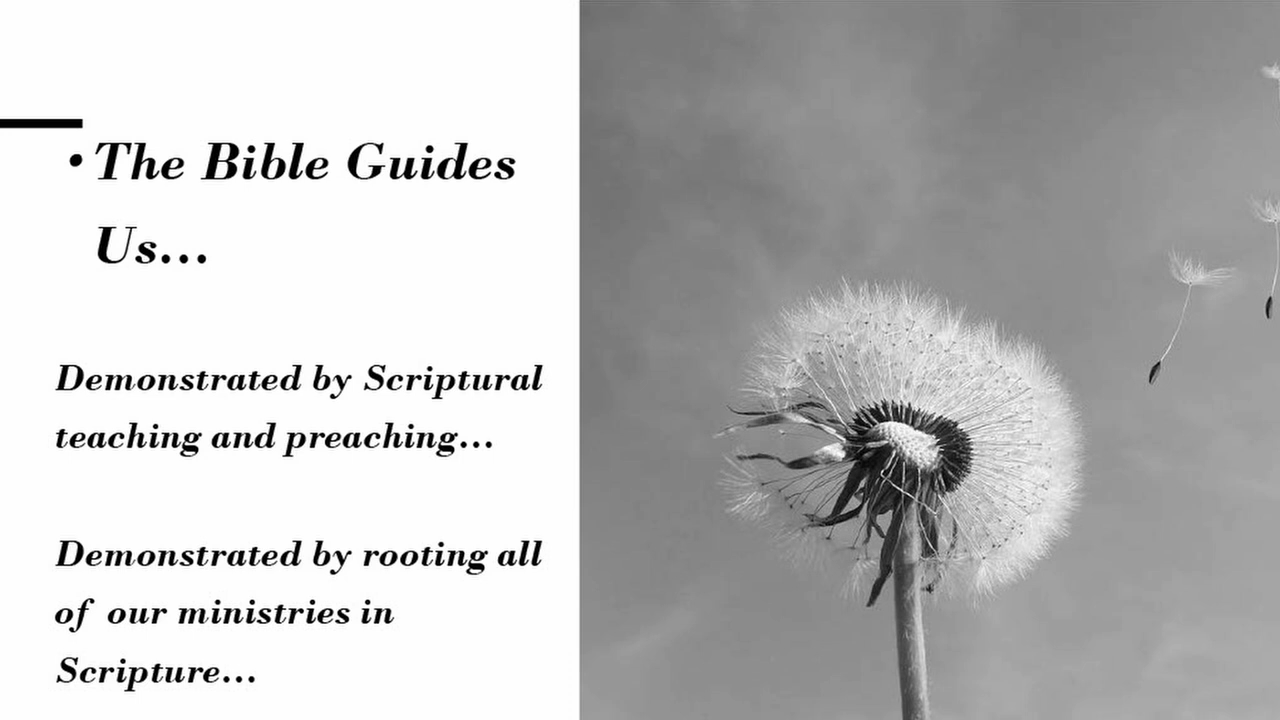 • The Bible Guides
Us...
Demonstrated by Scriptural
teaching and preaching...
Demonstrated by rooting all
of our ministries in
Scripture...